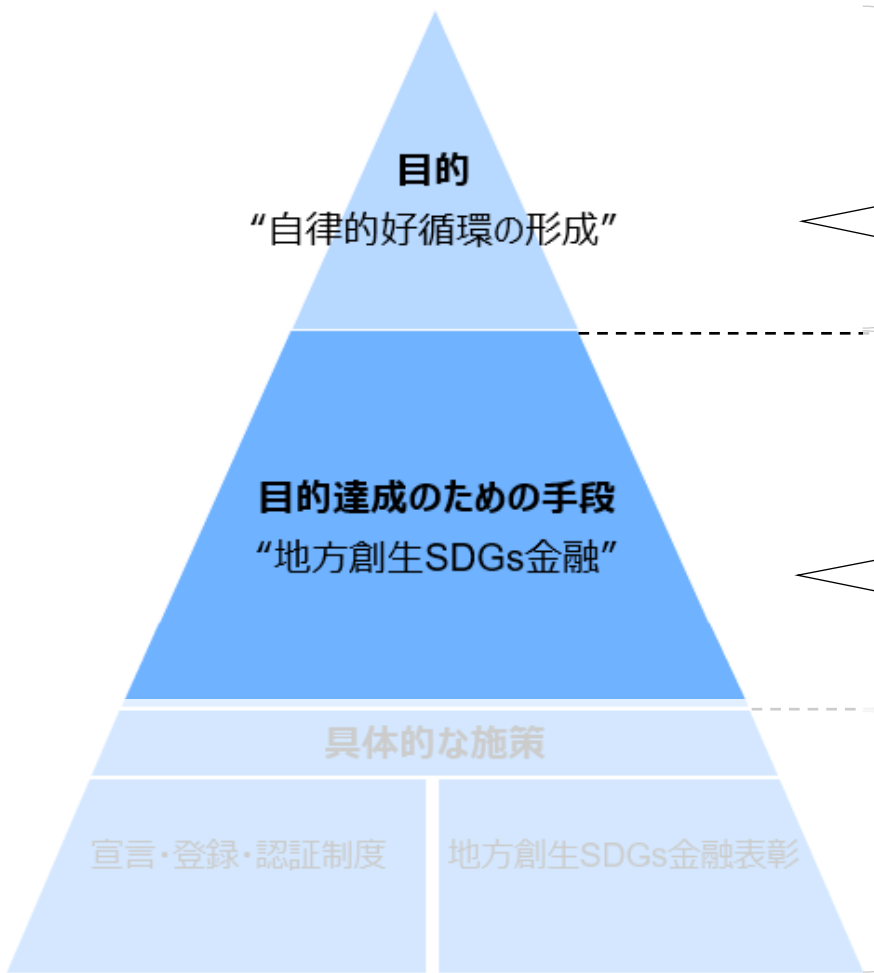 目的
“自律的好循環の形成”
目的達成のための手段
“地方創生SDGs金融”
具体的な施策
宣言・登録・認証制度
地方創生SDGs金融表彰